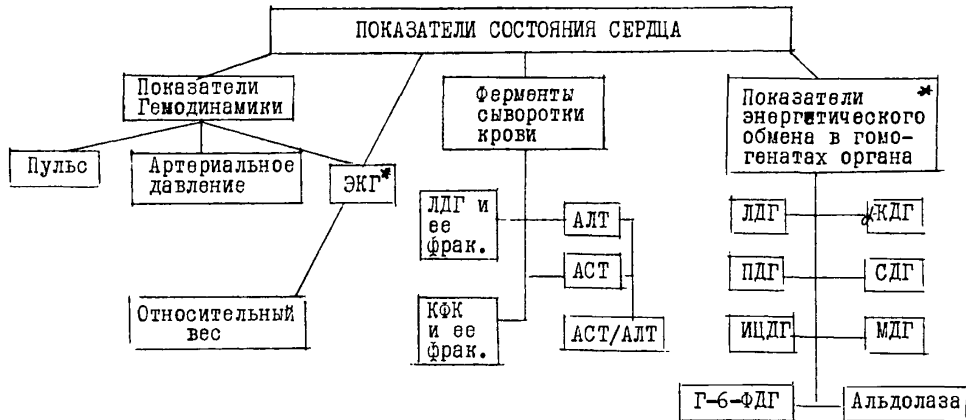 ПОКАЗАТЕЛИ СОСТОЯНИЯ СЕРДЦА
Показатели
Гемодинамики
Ферменты
сыворотки
крови
Показатели *
энергетического
обмена в гомо-
генатах органа
Пульс
Артериальное
давление
ЭКГ*
ЛДГ и
ее
фрак.
АЛТ
АСТ
КФК
и ее
фрак.
АСТ/АЛТ
Относительный
вес
ЛДГ
αКДГ
ПДГ
СДГ
ИЦДГ
МДГ
Г-6-ФДГ
Альдолаза